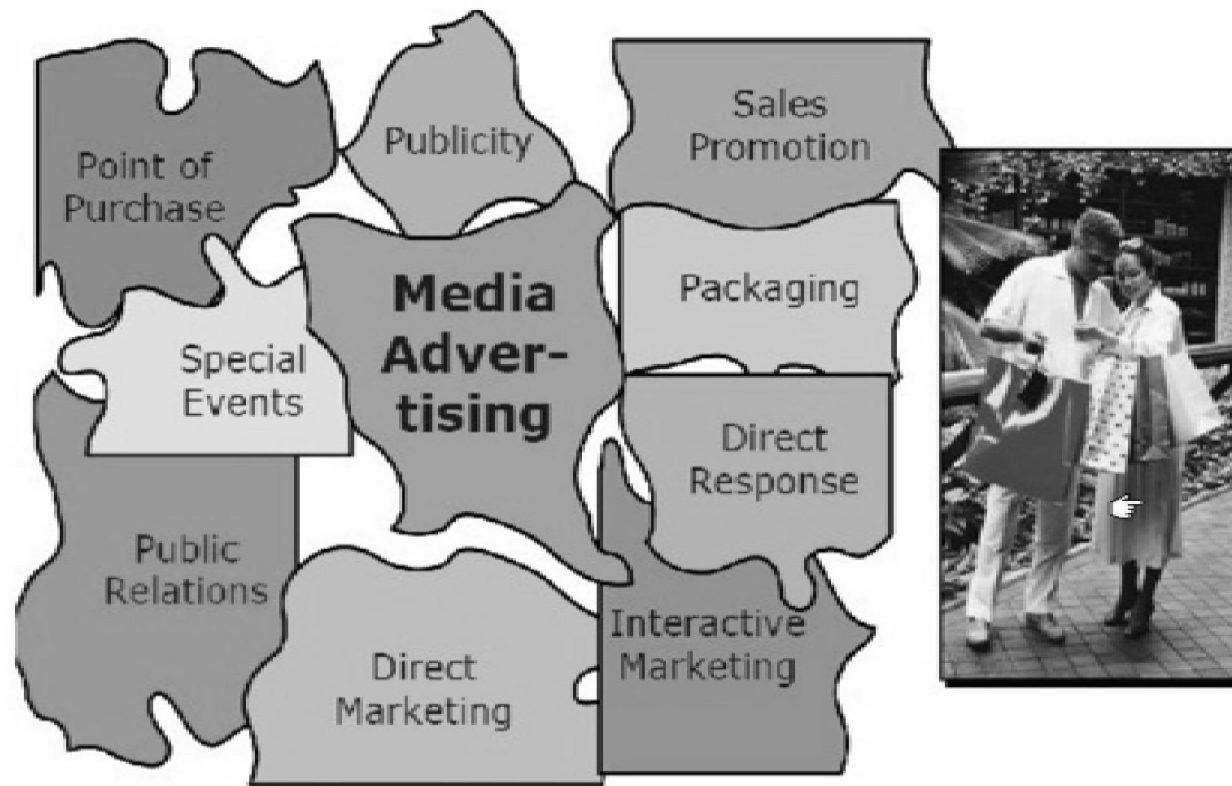 Publicity
Sales
Promotion
Point of
Purchase
Media
Adver-
tising
Packaging
Special
Events
Direct
Response
Public
Relations
Interactive
Marketing
Direct
Marketing